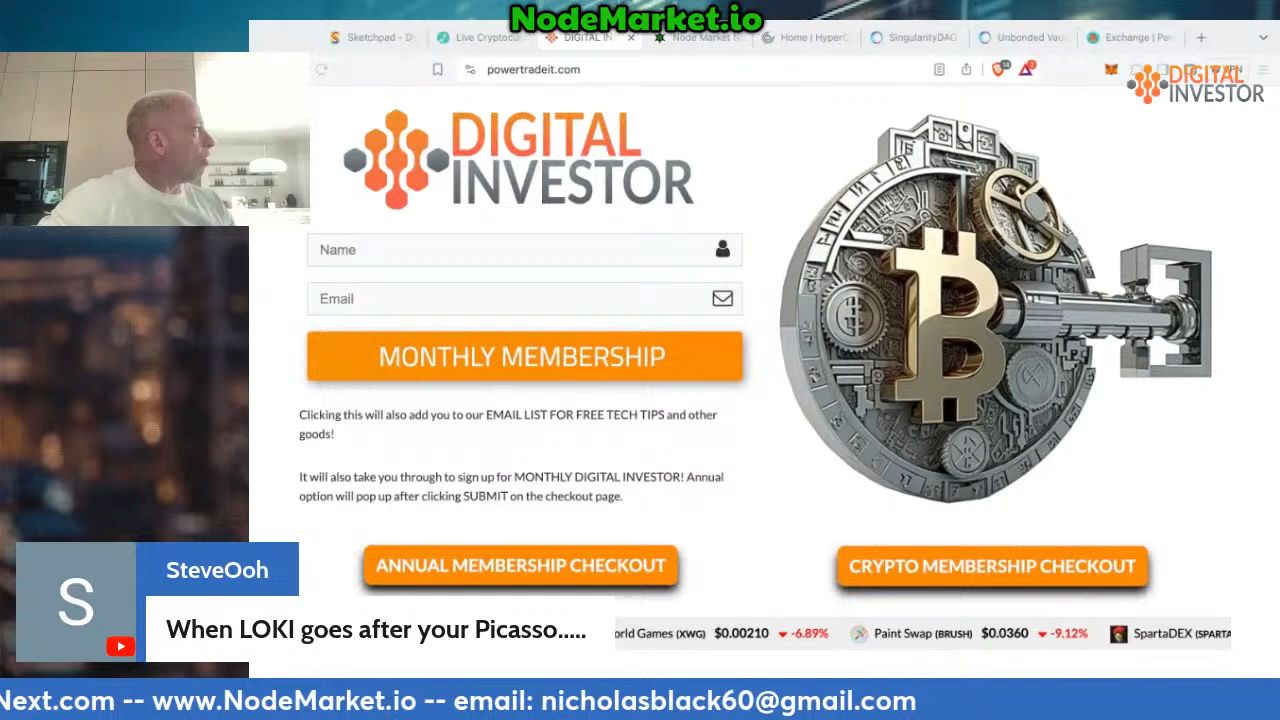 NodeMarket.io
Sketchpad - D
Live Cryptocu
DIGITAL IN
Node Market N
Home | HyperC
SingularityDAO
Unbonded Vau
Exchange | Pan
powertradeit.com
VPN
DIGITAL
INVESTOR
DIGITAL
INVESTOR
Name
Email
MONTHLY MEMBERSHIP
Clicking this will also add you to our EMAIL LIST FOR FREE TECH TIPS and other
goods!
It will also take you through to sign up for MONTHLY DIGITAL INVESTOR! Annual
option will pop up after clicking SUBMIT on the checkout page.
ANNUAL MEMBERSHIP CHECKOUT
CRYPTO MEMBERSHIP CHECKOUT
S
SteveOoh
When LOKI goes after your Picasso.....
orld Games (XWG) $0.00210 -6.89% Paint Swap (BRUSH) $0.0360 -9.12% SpartaDEX (SPARTA
Next.com -- www.NodeMarket.io -- email: nicholasblack60@gmail.com